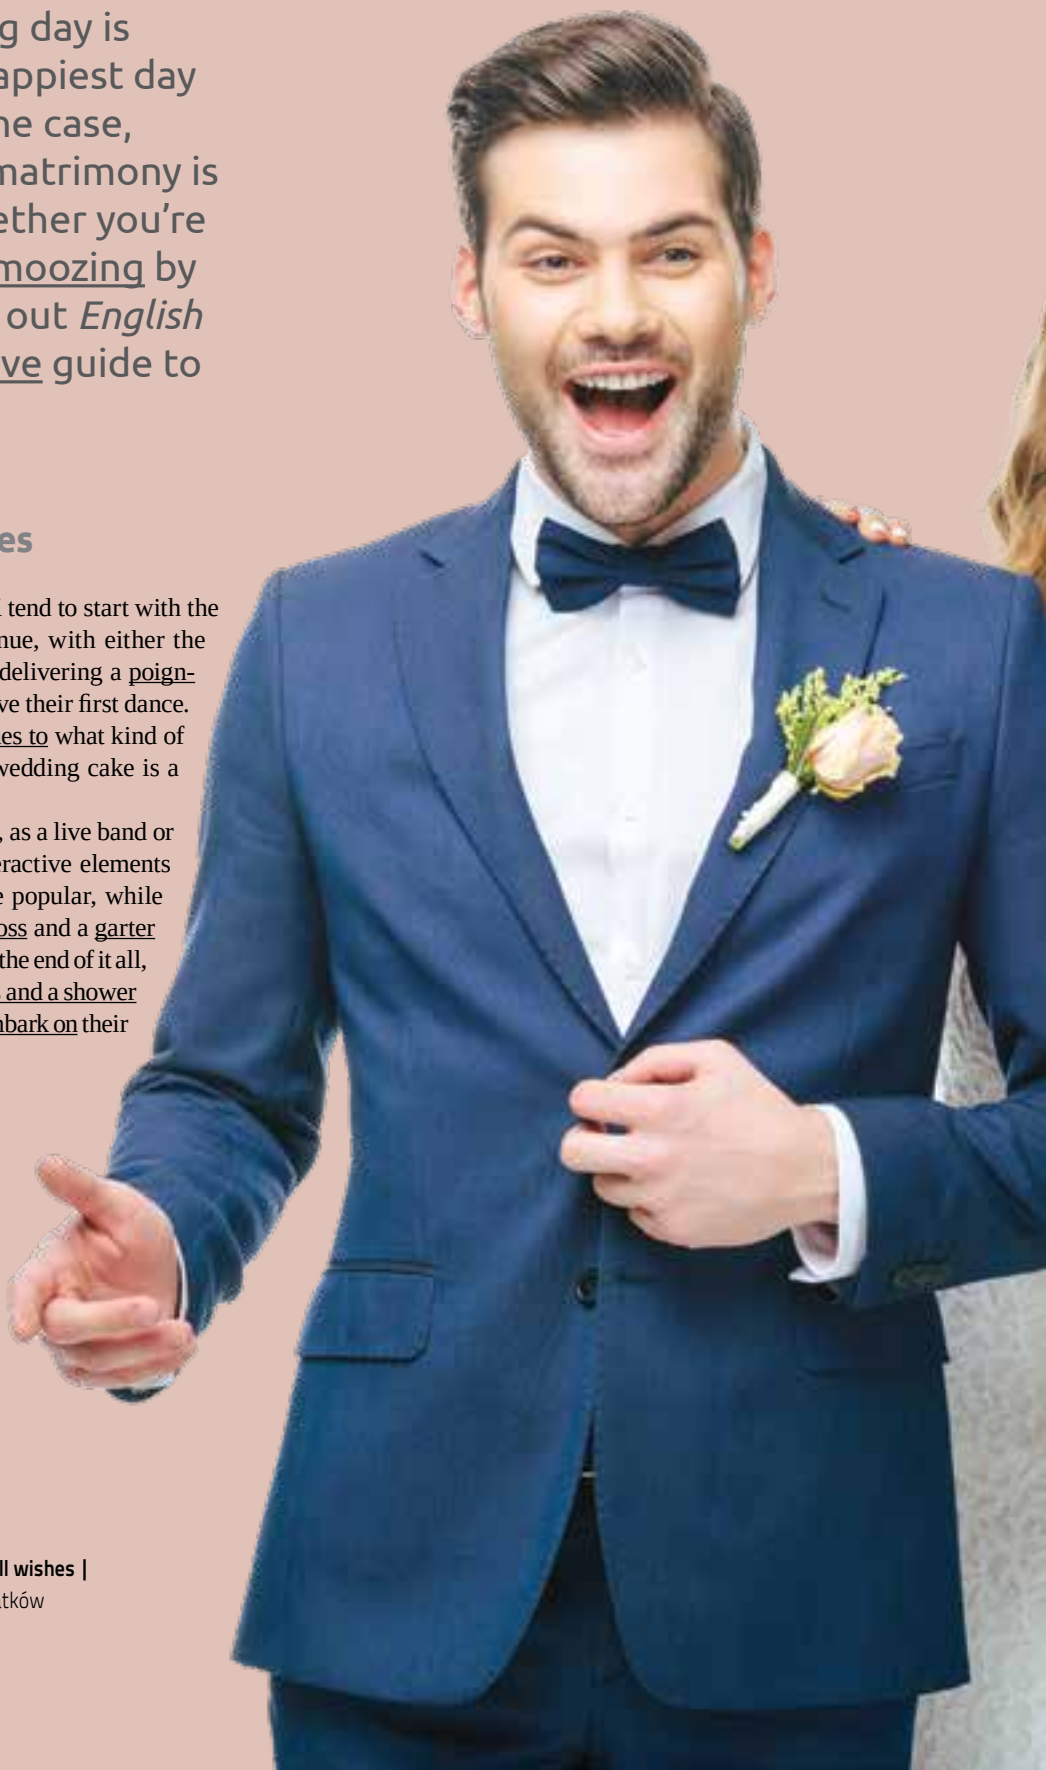 g day is
appiest day
he case,
matrimony is
ether you're
moozing by
out English
ve guide to
es
tend to start with the
nue, with either the
delivering a poign-
ve their first dance.
es to what kind of
wedding cake is a
, as a live band or
eractive elements
e popular, while
oss and a garter
the end of it all,
s and a shower
nbark on their
ll wishes |
atków